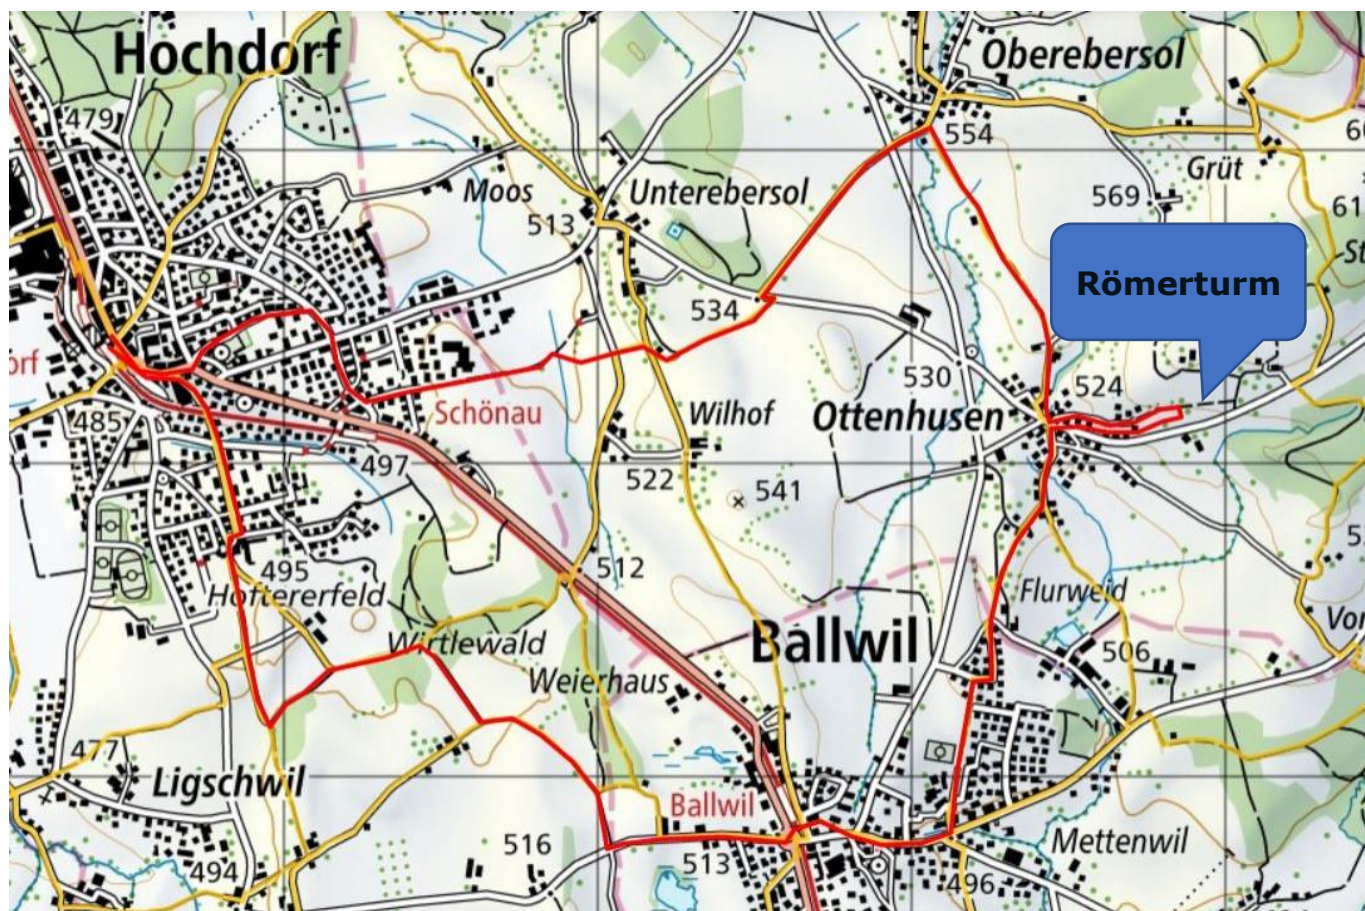 Hochdorf
Oberebersol
479
554
Grüt
Moos
Unterebersol
569
513
Römerturm
534
530
524
485
Schönau
Wilhof
Ottenhusen
497
522
541
495
512
Hoftererfeld
Flurweid
Wirtlewald
Ballwil
506
Weierhaus
477
Ligschwil
Ballwil
Mettenwil
516
513
494
496